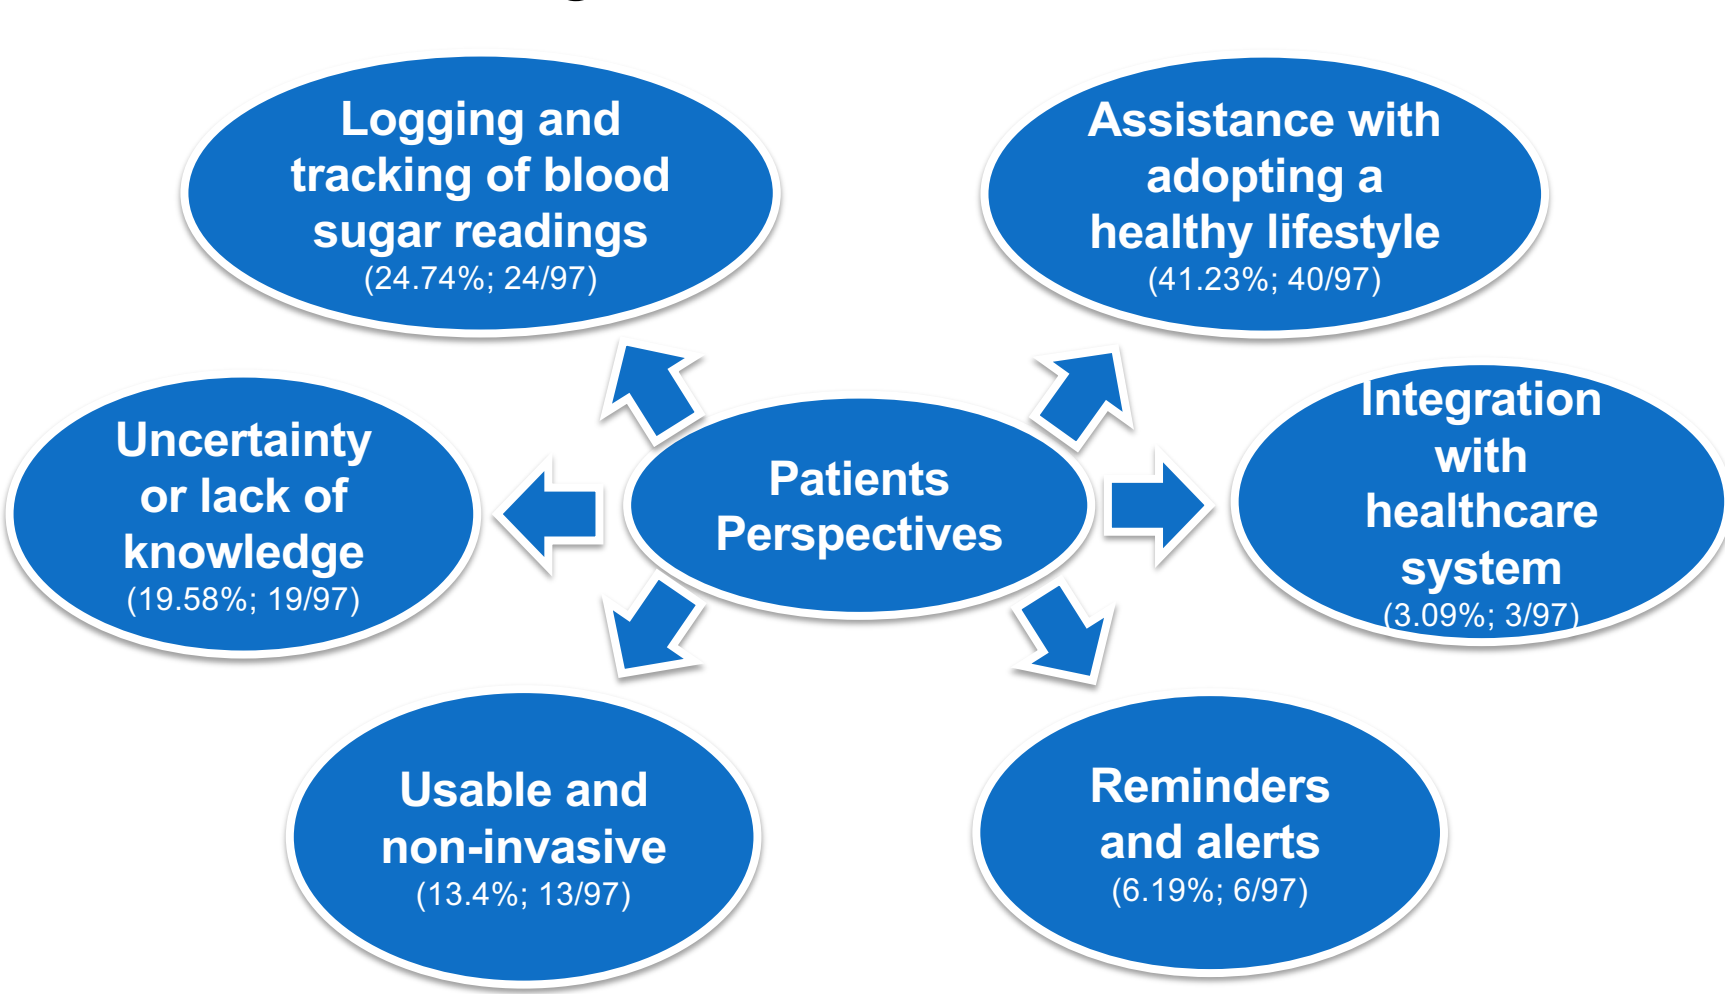 Logging and
tracking of blood
sugar readings
(24.74%; 24/97)
Assistance with
adopting a
healthy lifestyle
(41.23%; 40/97)
Uncertainty
or lack of
knowledge
(19.58%; 19/97)
Patients
Perspectives
Integration
with
healthcare
system
(3.09%; 3/97)
Usable and
non-invasive
(13.4%; 13/97)
Reminders
and alerts
(6.19%; 6/97)